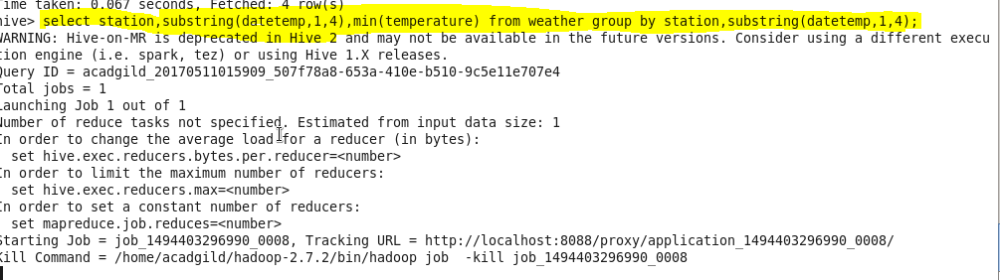 Time taken: 0.067 seconds, Fetched: 4 row(s)
hive> select station,substring(datetemp,1,4),min(temperature) from weather group by station,substring(datetemp,1,4);
WARNING: Hive-on-MR is deprecated in Hive 2 and may not be available in the future versions. Consider using a different execu
tion engine (i.e. spark, tez) or using Hive 1.X releases.
Query ID = acadgild_20170511015909_507f78a8-653a-410e-b510-9c5e11e707e4
Total jobs = 1
Launching Job 1 out of 1
Number of reduce tasks not specified. Estimated from input data size: 1
In order to change the average load for a reducer (in bytes):
  set hive.exec.reducers.bytes.per.reducer=<number>
In order to limit the maximum number of reducers:
  set hive.exec.reducers.max=<number>
In order to set a constant number of reducers:
  set mapreduce.job.reduces=<number>
Starting Job = job_1494403296990_0008, Tracking URL = http://localhost:8088/proxy/application_1494403296990_0008/
Kill Command = /home/acadgild/hadoop-2.7.2/bin/hadoop job  -kill job_1494403296990_0008